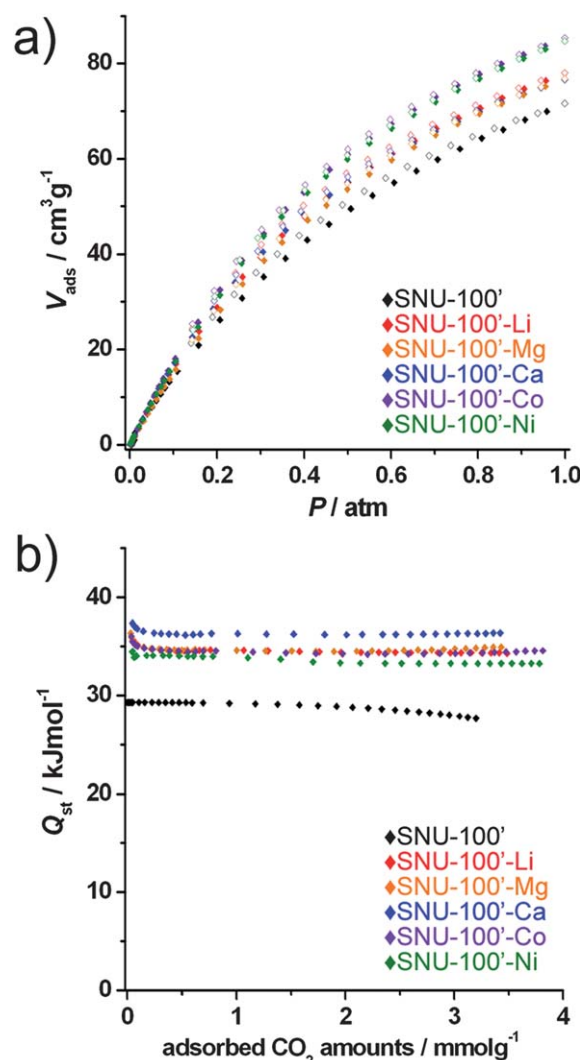 a)
80
60
40
20
0
V_ads / cm³g⁻¹
SNU-100'
SNU-100'-Li
SNU-100'-Mg
SNU-100'-Ca
SNU-100'-Co
SNU-100'-Ni
0.0 0.2 0.4 0.6 0.8 1.0
P / atm
b)
40
30
20
10
0
Q_st / kJmol⁻¹
SNU-100'
SNU-100'-Li
SNU-100'-Mg
SNU-100'-Ca
SNU-100'-Co
SNU-100'-Ni
0 1 2 3 4
adsorbed CO₂ amounts / mmolg⁻¹